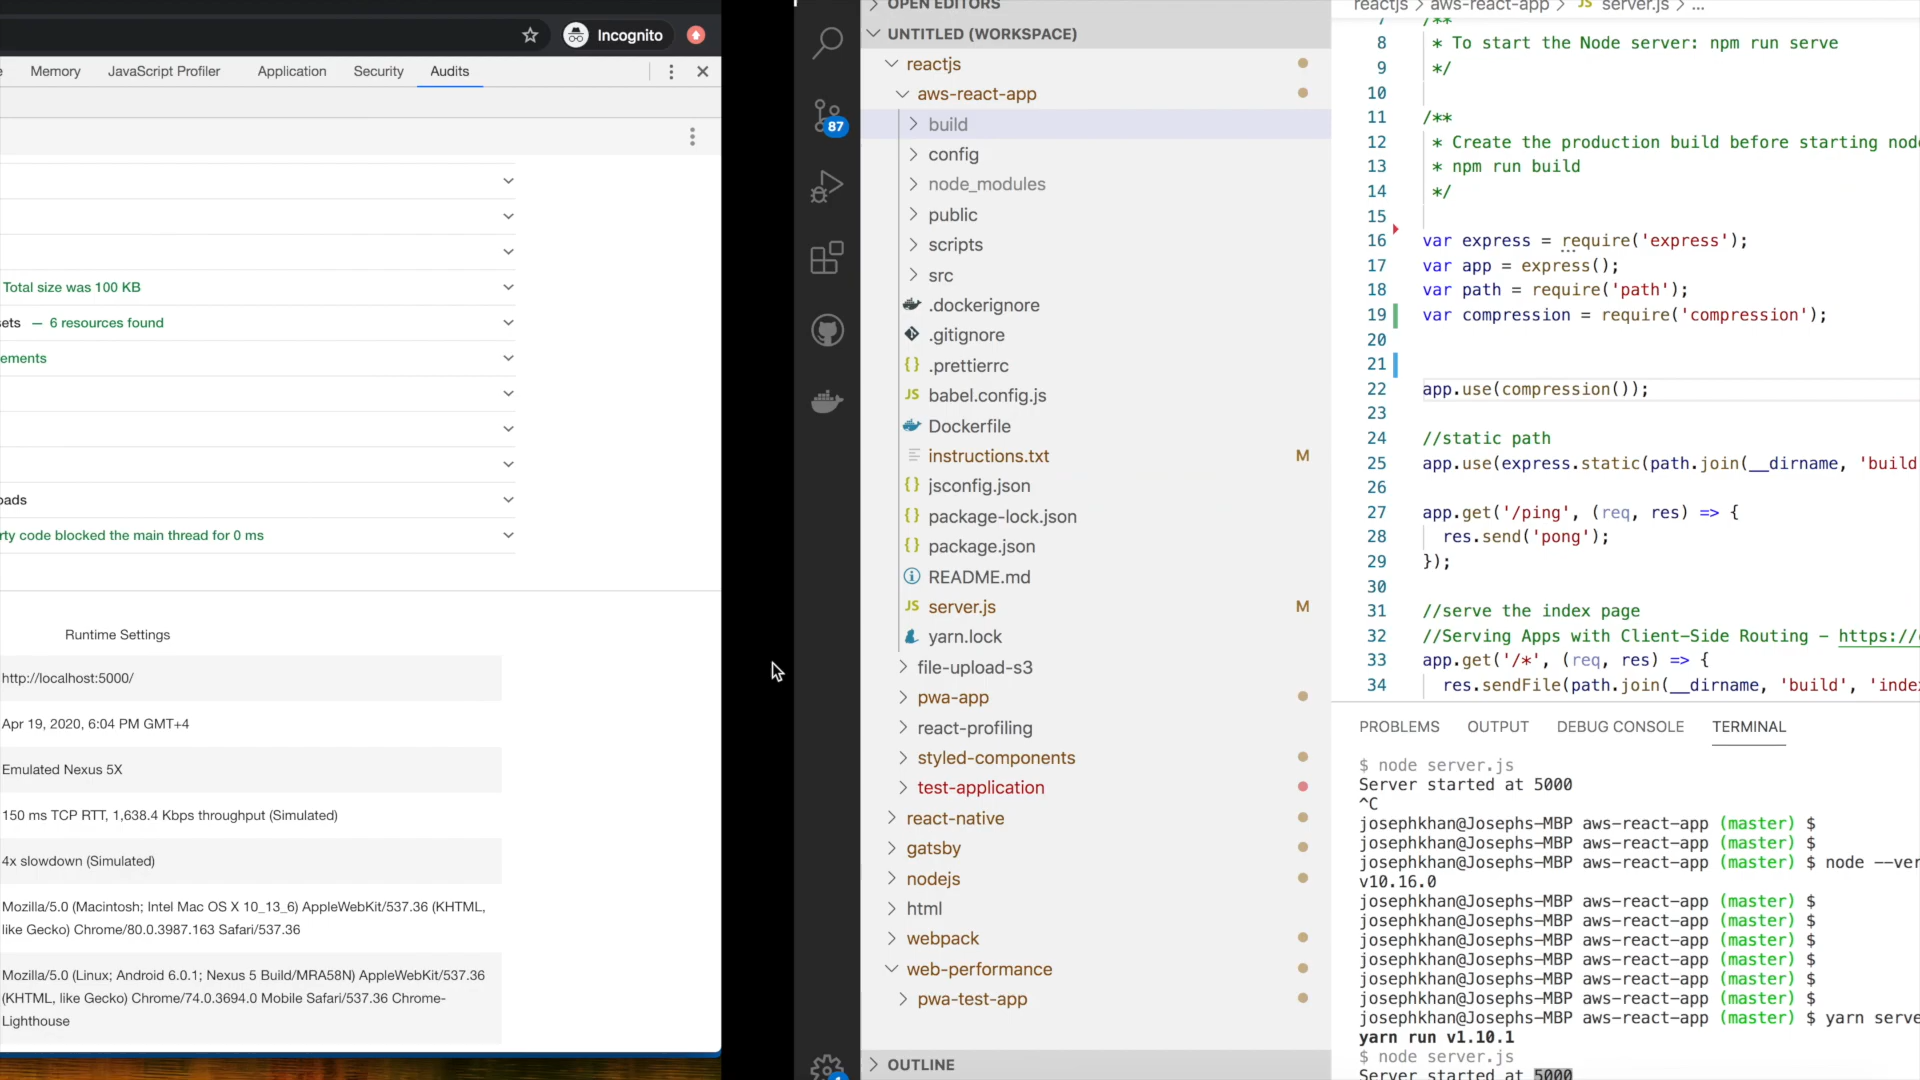 Incognito
Memory
JavaScript Profiler
Application
Security
Audits
Total size was 100 KB
ets — 6 resources found
ements
oads
rty code blocked the main thread for 0 ms
Runtime Settings
http://localhost:5000/
Apr 19, 2020, 6:04 PM GMT+4
Emulated Nexus 5X
150 ms TCP RTT, 1,638.4 Kbps throughput (Simulated)
4x slowdown (Simulated)
Mozilla/5.0 (Macintosh; Intel Mac OS X 10_13_6) AppleWebKit/537.36 (KHTML,
like Gecko) Chrome/80.0.3987.163 Safari/537.36
Mozilla/5.0 (Linux; Android 6.0.1; Nexus 5 Build/MRA58N) AppleWebKit/537.36
(KHTML, like Gecko) Chrome/74.0.3694.0 Mobile Safari/537.36 Chrome-
Lighthouse
87
OPEN EDITORS
UNTITLED (WORKSPACE)
reactjs
aws-react-app
build
config
node_modules
public
scripts
src
.dockerignore
.gitignore
.prettierrc
JS babel.config.js
Dockerfile
instructions.txt M
jsconfig.json
package-lock.json
package.json
README.md
JS server.js M
yarn.lock
file-upload-s3
pwa-app
react-profiling
styled-components
test-application
react-native
gatsby
nodejs
html
webpack
web-performance
pwa-test-app
OUTLINE
reactjs > aws-react-app > JS server.js > ...
7 /**
8 * To start the Node server: npm run serve
9 */
10
11 /**
12 * Create the production build before starting nod
13 * npm run build
14 */
15
16 var express = require('express');
17 var app = express();
18 var path = require('path');
19 var compression = require('compression');
20
21
22 app.use(compression());
23
24 //static path
25 app.use(express.static(path.join(__dirname, 'build
26
27 app.get('/ping', (req, res) => {
28 res.send('pong');
29 });
30
31 //serve the index page
32 //Serving Apps with Client-Side Routing - https://
33 app.get('/*', (req, res) => {
34 res.sendFile(path.join(__dirname, 'build', 'inde
PROBLEMS
OUTPUT
DEBUG CONSOLE
TERMINAL
$ node server.js
Server started at 5000
^C
josephkhan@Josephs-MBP aws-react-app (master) $
josephkhan@Josephs-MBP aws-react-app (master) $
josephkhan@Josephs-MBP aws-react-app (master) $ node --ver
v10.16.0
josephkhan@Josephs-MBP aws-react-app (master) $
josephkhan@Josephs-MBP aws-react-app (master) $
josephkhan@Josephs-MBP aws-react-app (master) $
josephkhan@Josephs-MBP aws-react-app (master) $
josephkhan@Josephs-MBP aws-react-app (master) $
josephkhan@Josephs-MBP aws-react-app (master) $
josephkhan@Josephs-MBP aws-react-app (master) $ yarn serve
yarn run v1.10.1
$ node server.js
Server started at 5000